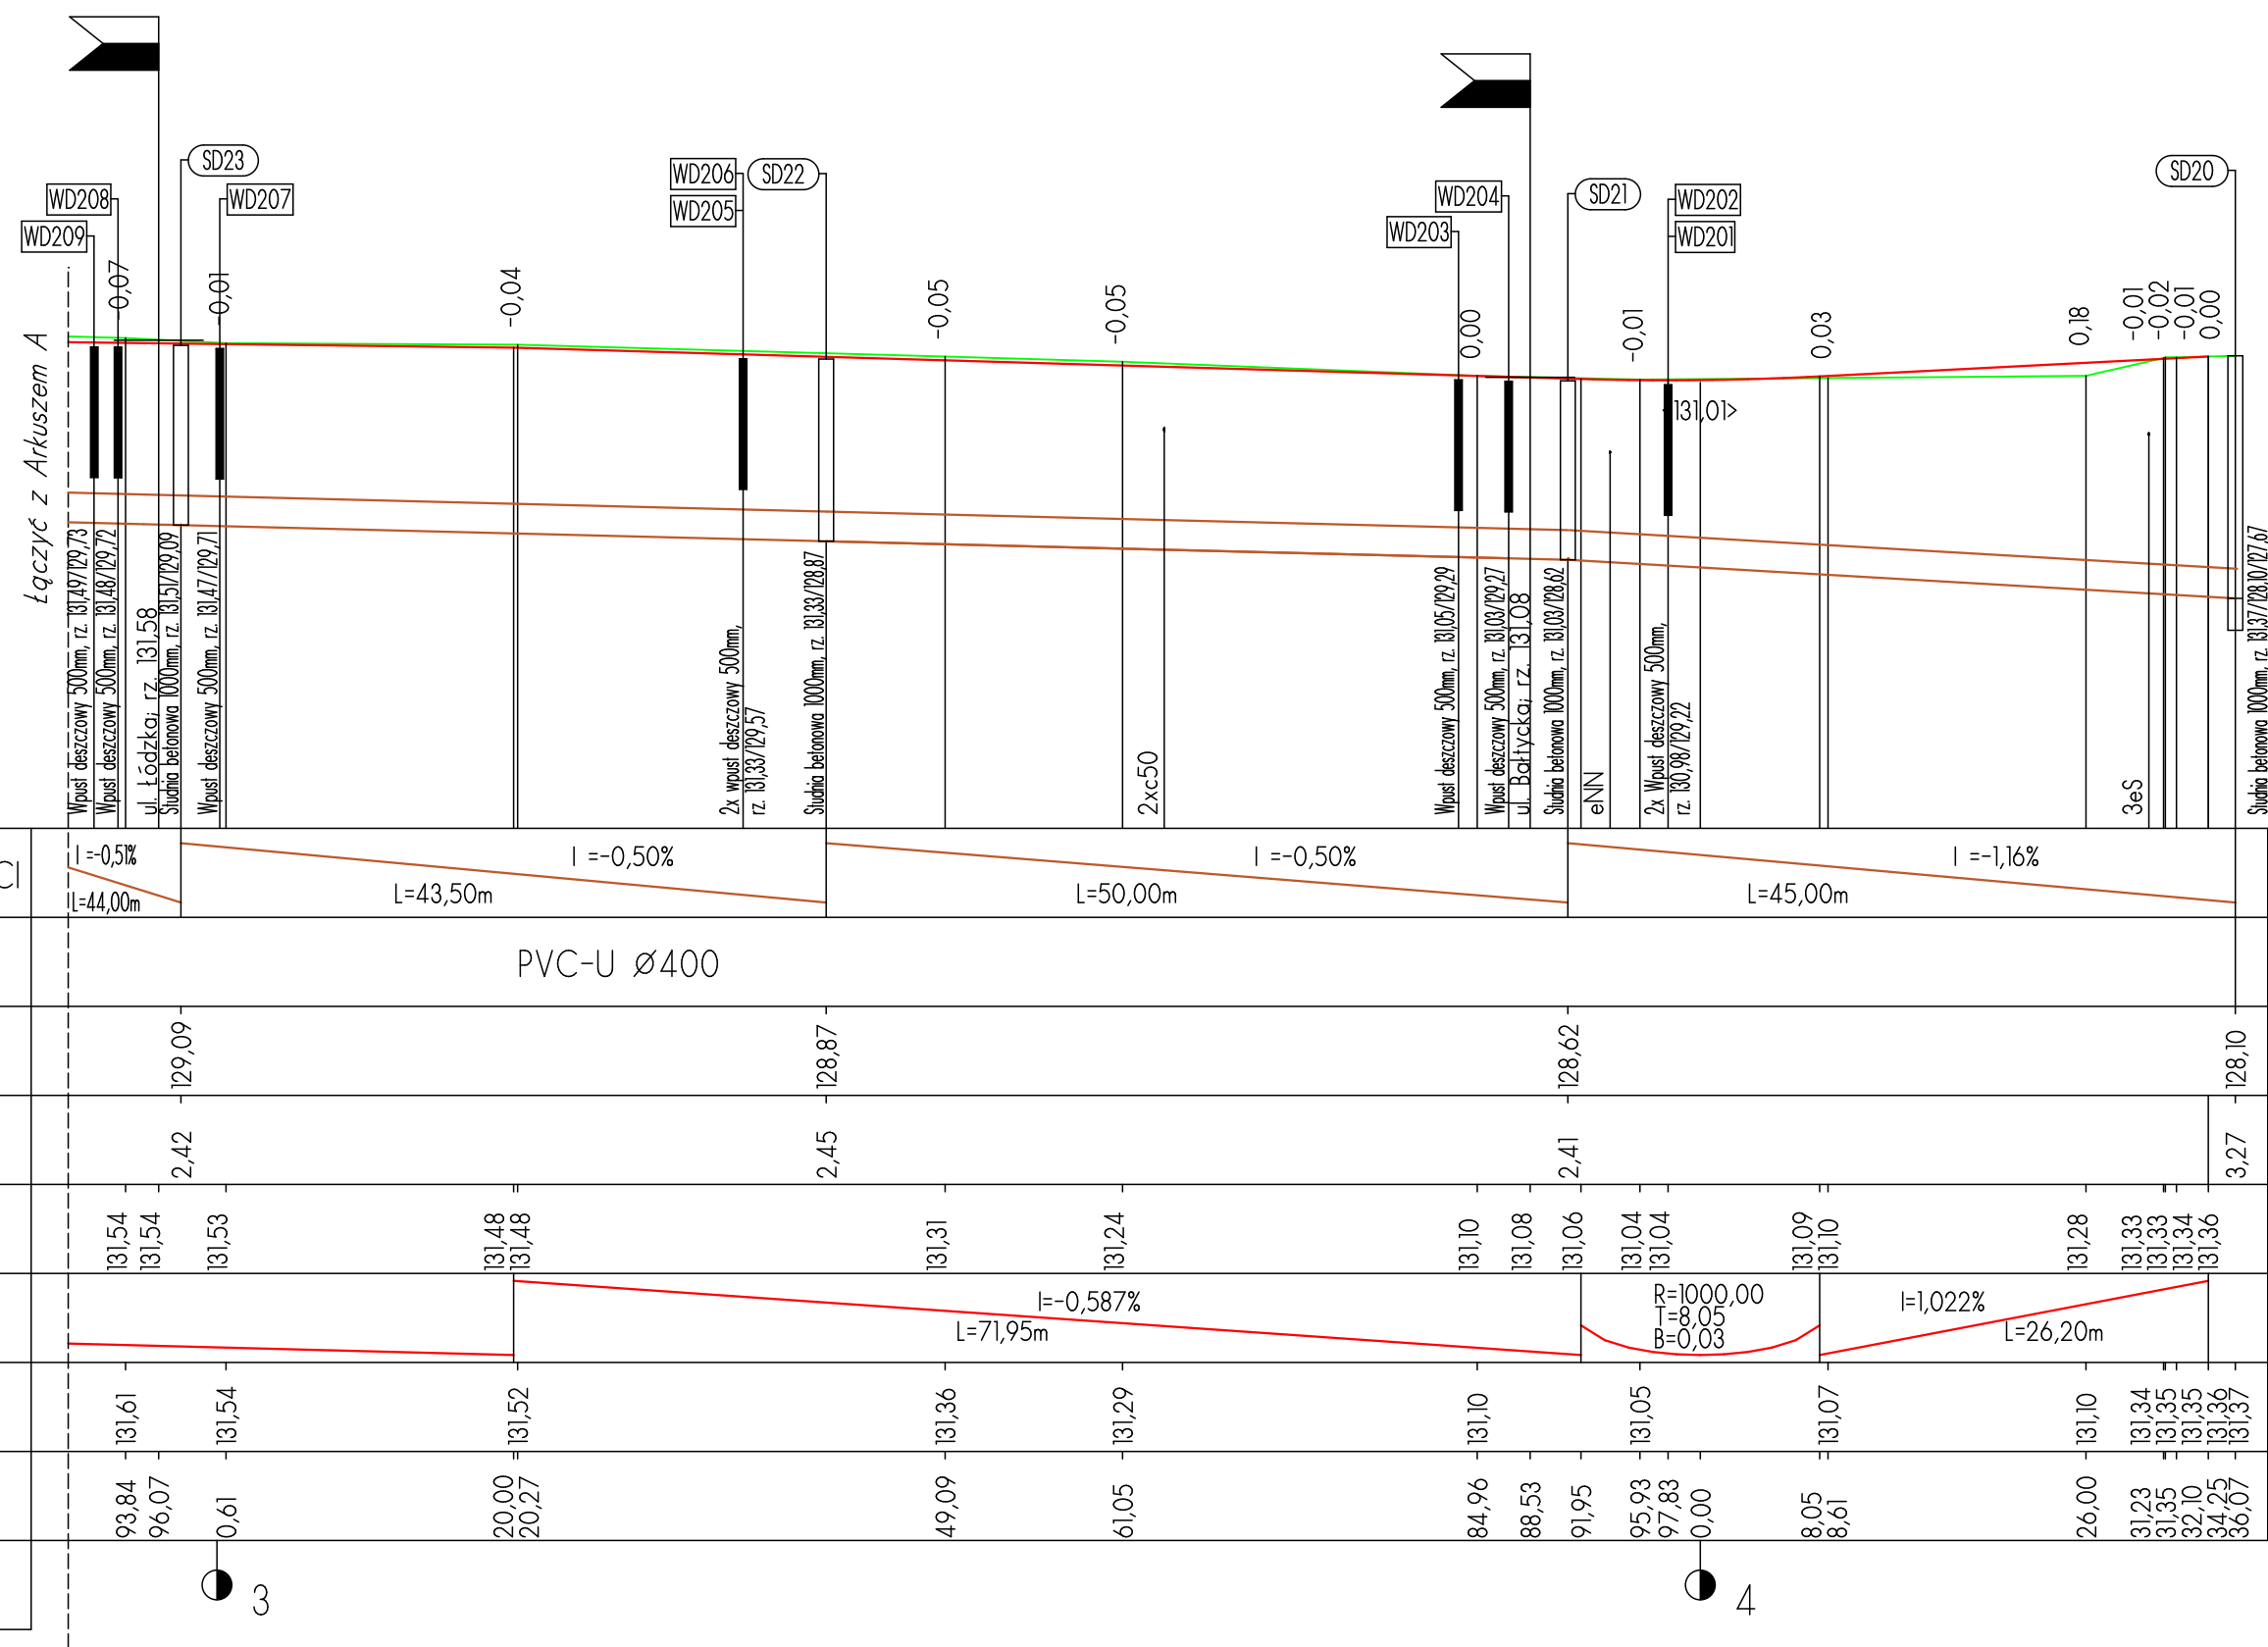 SD23
WD208
WD207
WD209
WD206
SD22
WD205
WD204
SD21
WD203
WD202
WD201
SD20
-0,07
-0,01
-0,04
-0,05
-0,05
0,00
-0,01
0,03
0,18
-0,01
-0,02
-0,01
0,00
<131,01>
Łączyć z Arkuszem A
Wpust deszczowy 500mm, rz. 131,49/129,73
Wpust deszczowy 500mm, rz. 131,48/129,72
ul. Łódzka; rz. 131,58
Studnia betonowa 1000mm, rz. 131,51/129,09
Wpust deszczowy 500mm, rz. 131,47/129,71
2x wpust deszczowy 500mm,
rz. 131,33/129,57
Studnia betonowa 1000mm, rz. 131,33/128,87
2xc50
Wpust deszczowy 500mm, rz. 131,05/129,29
Wpust deszczowy 500mm, rz. 131,03/129,27
ul. Bałtycka; rz. 131,08
Studnia betonowa 1000mm, rz. 131,03/128,62
eNN
2x Wpust deszczowy 500mm,
rz. 130,98/129,22
3eS
Studnia betonowa 1000mm, rz. 131,37/128,10/127,67
CI
I =-0,51%
L=44,00m
I =-0,50%
L=43,50m
I =-0,50%
L=50,00m
I =-1,16%
L=45,00m
PVC-U Ø400
129,09
128,87
128,62
128,10
2,42
2,45
2,41
3,27
131,54
131,54
131,53
131,48
131,48
131,31
131,24
131,10
131,08
131,06
131,04
131,04
131,09
131,10
131,28
131,33
131,33
131,34
131,36
I=-0,587%
L=71,95m
R=1000,00
T=8,05
B=0,03
I=1,022%
L=26,20m
131,61
131,54
131,52
131,36
131,29
131,10
131,05
131,07
131,10
131,34
131,35
131,35
131,36
131,37
93,84
96,07
0,61
20,00
20,27
49,09
61,05
84,96
88,53
91,95
95,93
97,83
0,00
8,05
8,61
26,00
31,23
31,35
32,10
34,25
36,07
3
4